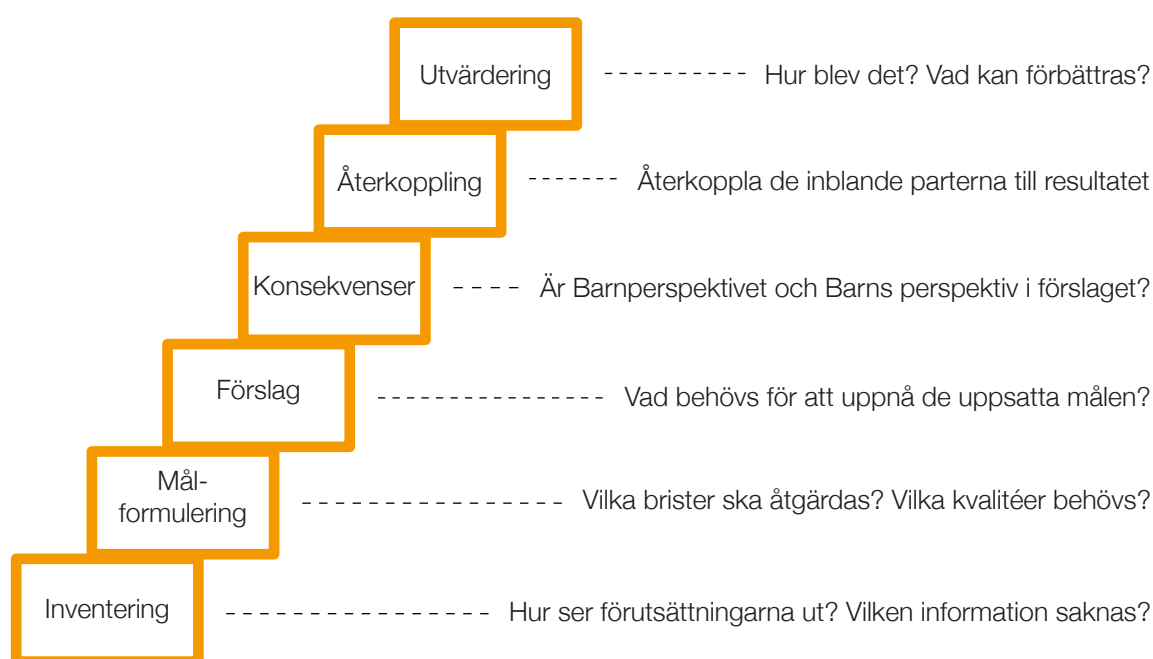 Utvärdering
Hur blev det? Vad kan förbättras?
Återkoppling
Återkoppla de inblande parterna till resultatet
Konsekvenser
Är Barnperspektivet och Barns perspektiv i förslaget?
Förslag
Vad behövs för att uppnå de uppsatta målen?
Mål-
formulering
Vilka brister ska åtgärdas? Vilka kvalitéer behövs?
Inventering
Hur ser förutsättningarna ut? Vilken information saknas?